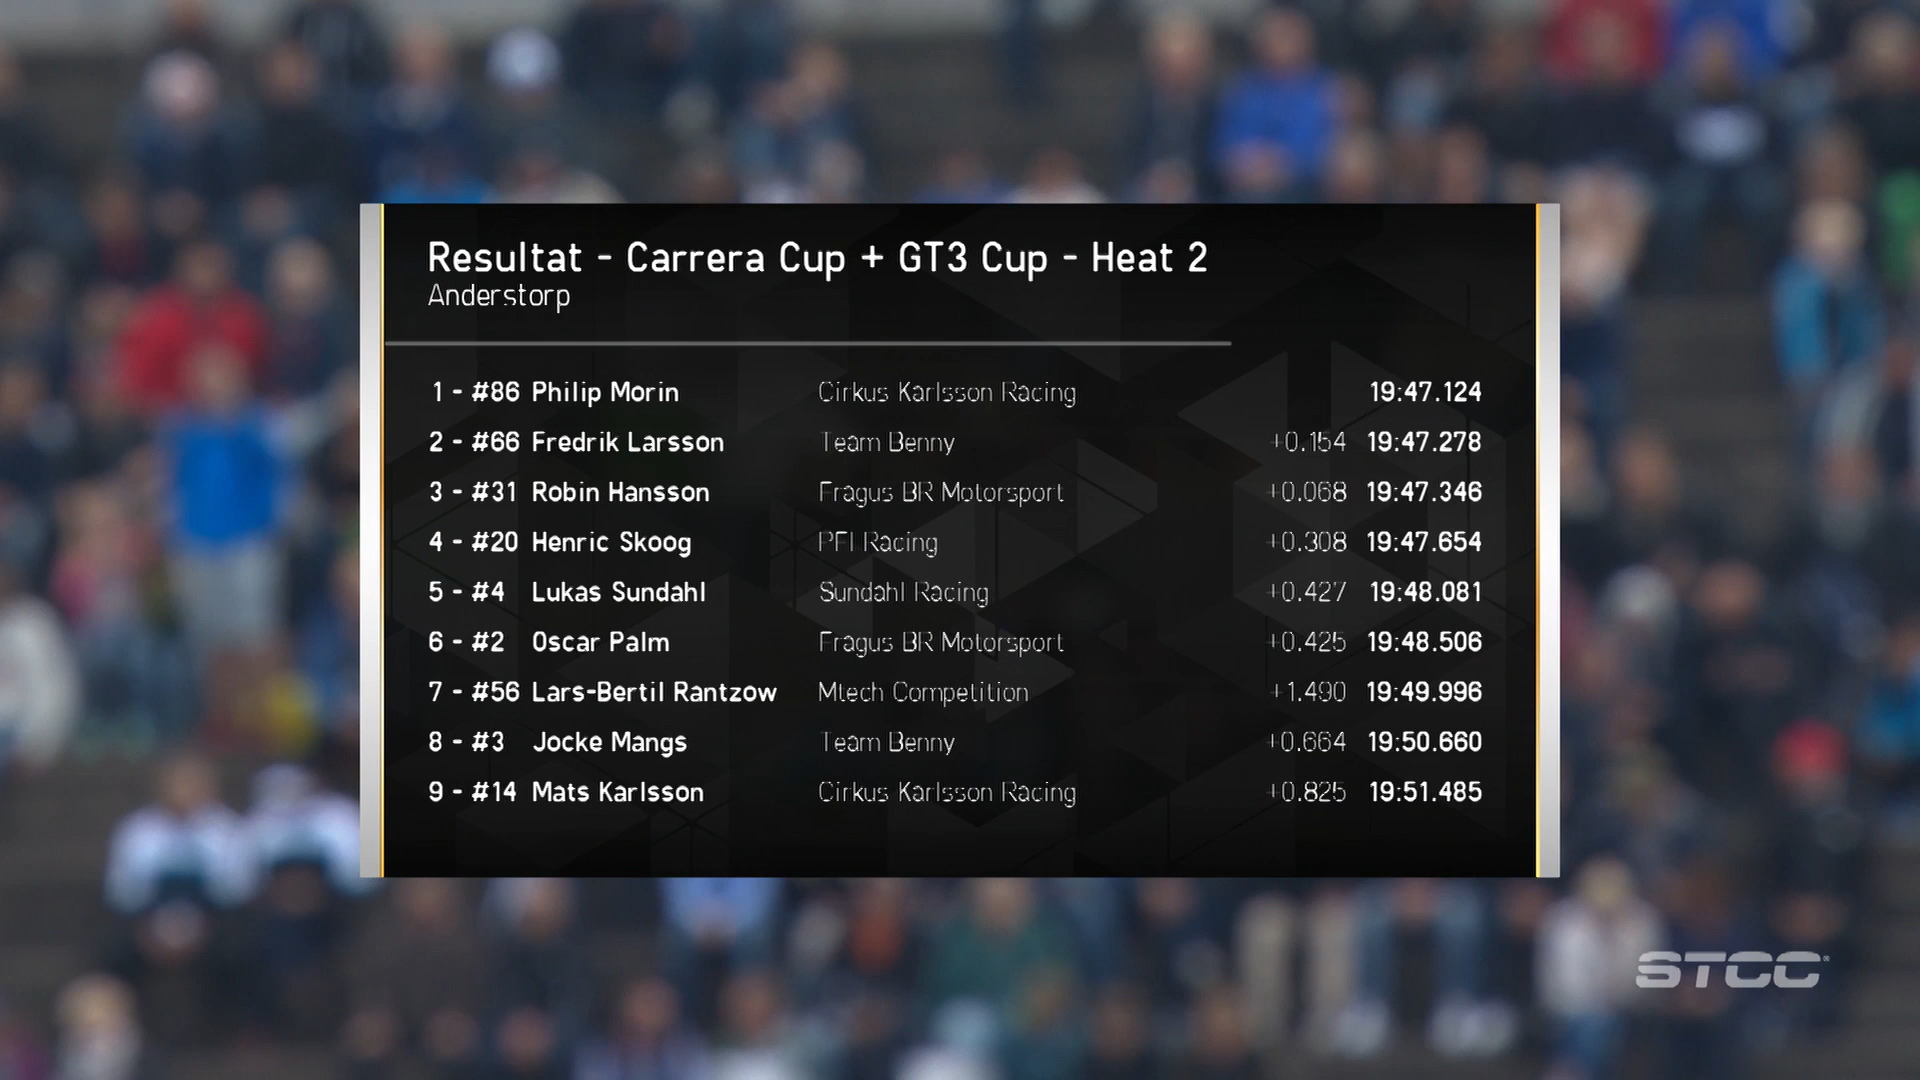 Resultat - Carrera Cup + GT3 Cup - Heat 2
Anderstorp
1 - #86 Philip Morin Cirkus Karlsson Racing 19:47.124
2 - #66 Fredrik Larsson Team Benny +0.154 19:47.278
3 - #31 Robin Hansson Fragus BR Motorsport +0.068 19:47.346
4 - #20 Henric Skoog PFI Racing +0.308 19:47.654
5 - #4 Lukas Sundahl Sundahl Racing +0.427 19:48.081
6 - #2 Oscar Palm Fragus BR Motorsport +0.425 19:48.506
7 - #56 Lars-Bertil Rantzow Mtech Competition +1.490 19:49.996
8 - #3 Jocke Mangs Team Benny +0.664 19:50.660
9 - #14 Mats Karlsson Cirkus Karlsson Racing +0.825 19:51.485
STCC